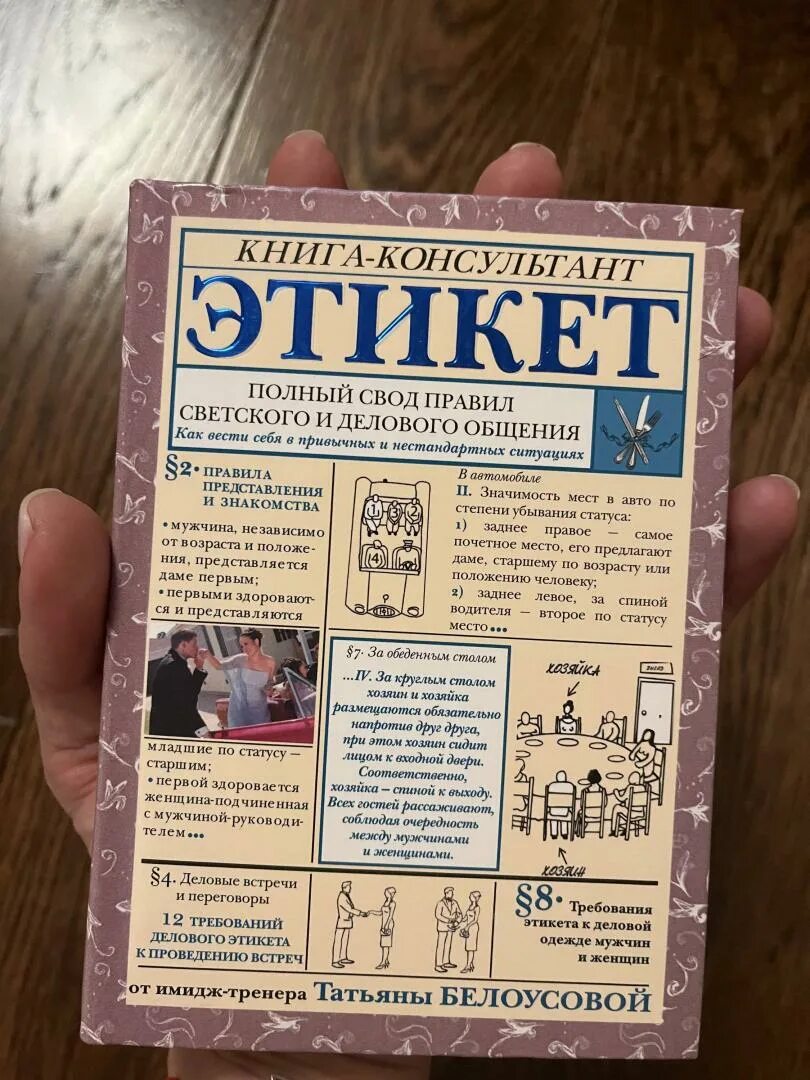 КНИГА-КОНСУЛЬТАНТ
ЭТИКЕТ
ПОЛНЫЙ СВОД ПРАВИЛ
СВЕТСКОГО И ДЕЛОВОГО ОБЩЕНИЯ
Как вести себя в привычных и нестандартных ситуациях
§2• ПРАВИЛА
ПРЕДСТАВЛЕНИЯ
И ЗНАКОМСТВА
• мужчина, независимо
от возраста и положе-
ния, представляется
даме первым;
• первыми здороваются
ся и представляются
младшие по статусу —
старшим;
• первой здоровается
женщина-подчиненная
с мужчиной-руководи-
телем•••
1 3 2
4
В автомобиле
II. Значимость мест в авто по
степени убывания статуса:
1) заднее правое — самое
почетное место, его предлагают
даме, старшему по возрасту или
положению человеку;
2) заднее левое, за спиной
водителя — второе по статусу
место•••
§7. За обеденным столом
...IV. За круглым столом
хозяин и хозяйка
размещаются обязательно
напротив друг друга,
при этом хозяин сидит
лицом к входной двери.
Соответственно,
хозяйка — спиной к выходу.
Всех гостей рассаживают,
соблюдая очередность
между мужчинами
и женщинами.
ХОЗЯЙКА
ХОЗЯИН
§4. Деловые встречи
и переговоры
12 ТРЕБОВАНИЙ
ДЕЛОВОГО ЭТИКЕТА
К ПРОВЕДЕНИЮ ВСТРЕЧ
§8• Требования
этикета к деловой
одежде мужчин
и женщин
от имидж-тренера Татьяны БЕЛОУСОВОЙ